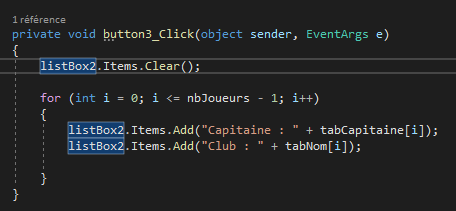 1 référence
private void button3_Click(object sender, EventArgs e)
{
listBox2.Items.Clear();
for (int i = 0; i <= nbJoueurs - 1; i++)
{
listBox2.Items.Add("Capitaine : " + tabCapitaine[i]);
listBox2.Items.Add("Club : " + tabNom[i]);
}
}